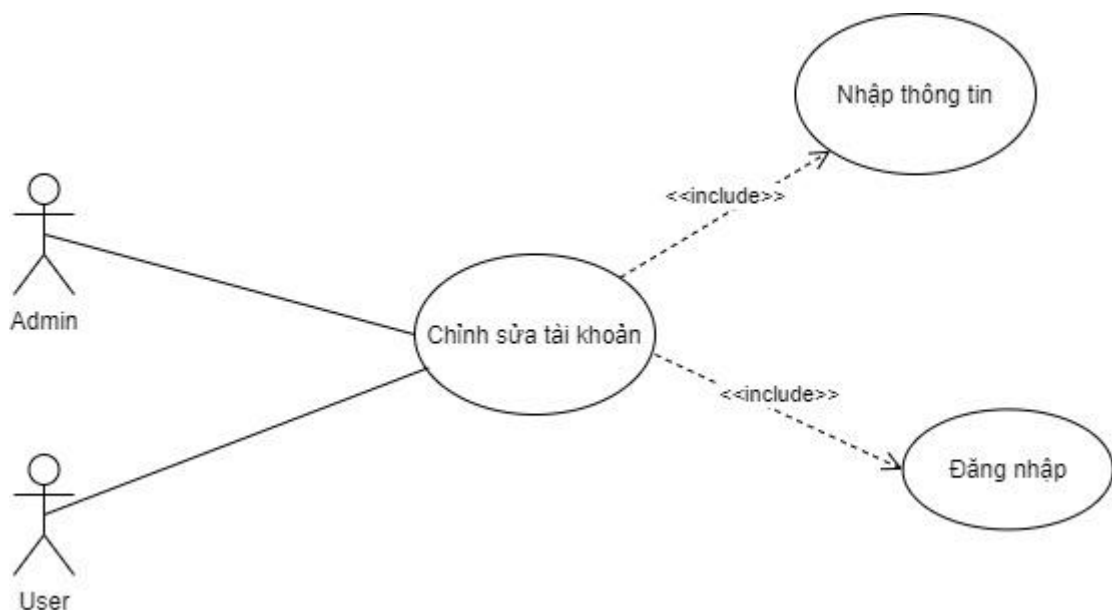 Nhập thông tin
<<include>>
Admin
Chỉnh sửa tài khoản
<<include>>
Đăng nhập
User